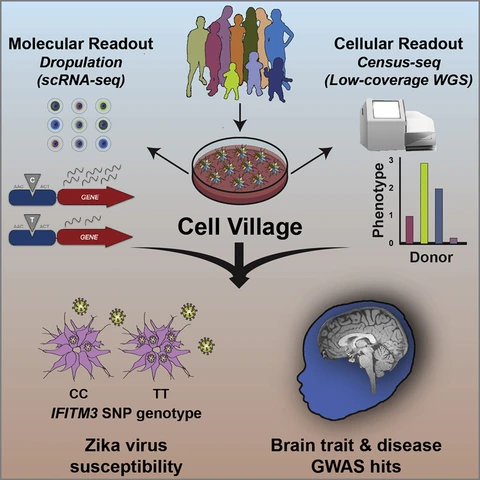 Molecular Readout
Dropulation
(scRNA-seq)
Cellular Readout
Census-seq
(Low-coverage WGS)
C
AAC ACT
GENE
T
AAC ACT
GENE
Cell Village
Phenotype
3
2
1
0
Donor
CC TT
IFITM3 SNP genotype
Zika virus
susceptibility
Brain trait & disease
GWAS hits